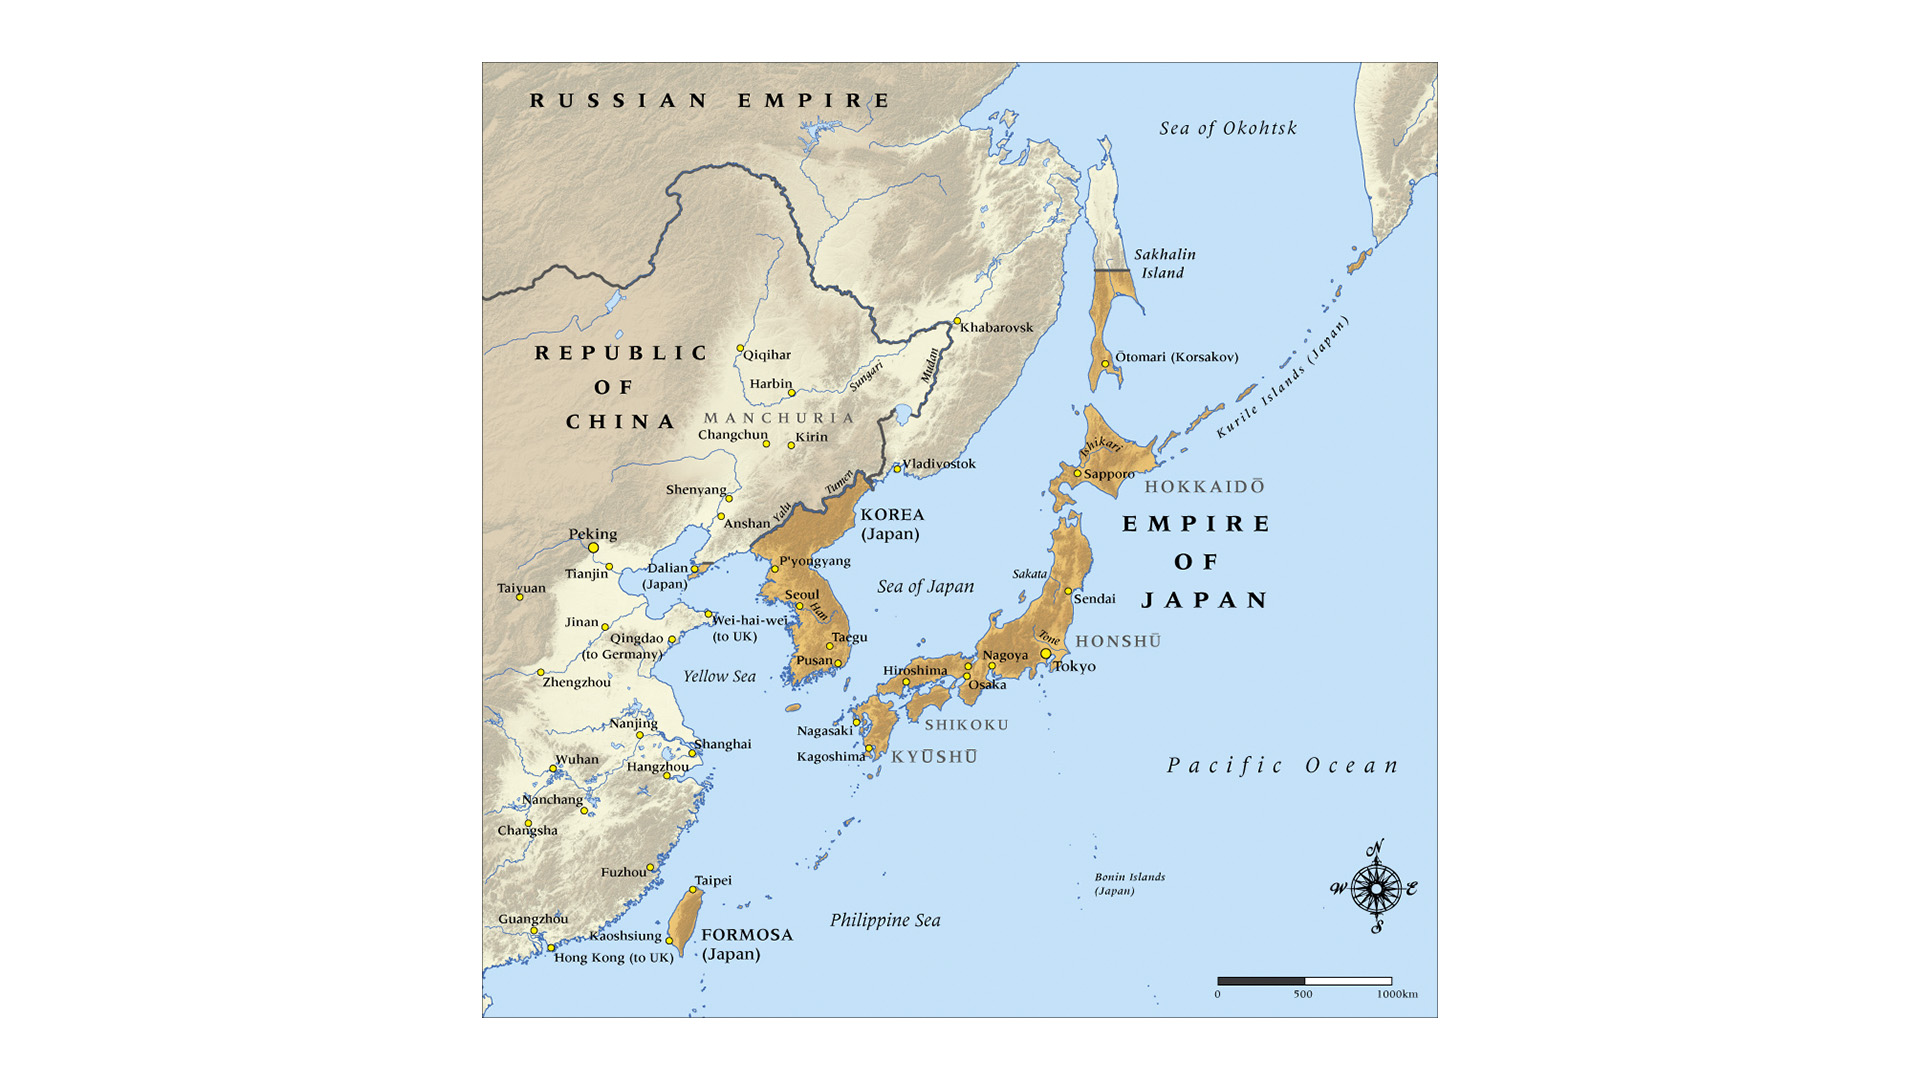 RUSSIAN EMPIRE
Sea of Okohtsk
Sakhalin
Island
Khabarovsk
REPUBLIC
OF
CHINA
Qiqihar
Harbin
Sungari
Mudan
Ōtomari (Korsakov)
Kurile Islands (Japan)
MANCHURIA
Changchun
Kirin
Vladivostok
Ishikari
Sapporo
HOKKAIDŌ
Shenyang
Anshan
Yalu
Tumen
KOREA
(Japan)
EMPIRE
OF
JAPAN
Peking
Tianjin
Dalian
(Japan)
P'yongyang
Taiyuan
Seoul
Han
Sea of Japan
Sakata
Sendai
Jinan
Qingdao
(to Germany)
Wei-hai-wei
(to UK)
Taegu
Pusan
Tone
HONSHŪ
Nagoya
Tokyo
Hiroshima
Osaka
Zhengzhou
Yellow Sea
SHIKOKU
Nagasaki
Kagoshima
KYŪSHŪ
Nanjing
Shanghai
Wuhan
Hangzhou
Pacific Ocean
Nanchang
Changsha
Fuzhou
Taipei
Bonin Islands
(Japan)
N
W
E
S
Guangzhou
Kaoshsiung
FORMOSA
(Japan)
Philippine Sea
Hong Kong (to UK)
0 500 1000km